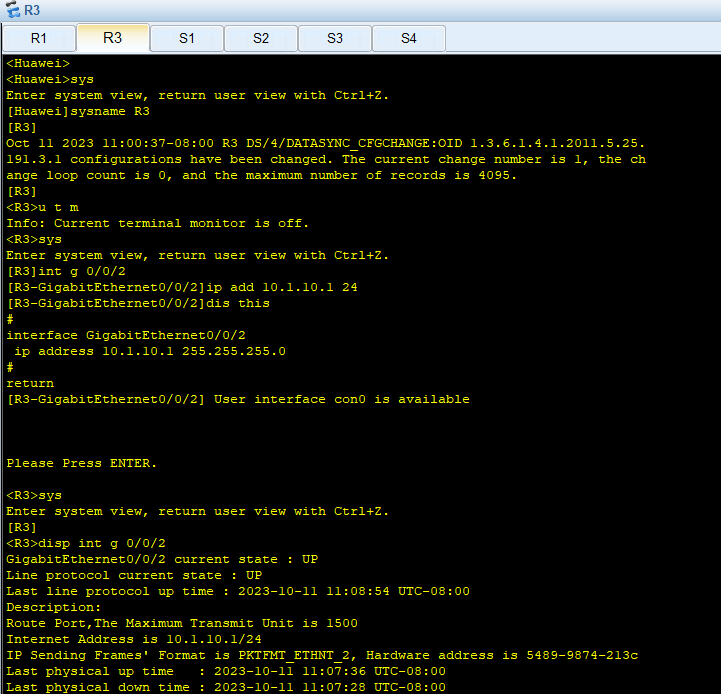 R3
R1 R3 S1 S2 S3 S4
<Huawei>
<Huawei>sys
Enter system view, return user view with Ctrl+Z.
[Huawei]sysname R3
[R3]
Oct 11 2023 11:00:37-08:00 R3 DS/4/DATASYNC_CFGCHANGE:OID 1.3.6.1.4.1.2011.5.25.
191.3.1 configurations have been changed. The current change number is 1, the ch
ange loop count is 0, and the maximum number of records is 4095.
[R3]
<R3>u t m
Info: Current terminal monitor is off.
<R3>sys
Enter system view, return user view with Ctrl+Z.
[R3]int g 0/0/2
[R3-GigabitEthernet0/0/2]ip add 10.1.10.1 24
[R3-GigabitEthernet0/0/2]dis this
#
interface GigabitEthernet0/0/2
 ip address 10.1.10.1 255.255.255.0
#
return
[R3-GigabitEthernet0/0/2] User interface con0 is available
Please Press ENTER.
<R3>sys
Enter system view, return user view with Ctrl+Z.
[R3]
<R3>disp int g 0/0/2
GigabitEthernet0/0/2 current state : UP
Line protocol current state : UP
Last line protocol up time : 2023-10-11 11:08:54 UTC-08:00
Description:
Route Port,The Maximum Transmit Unit is 1500
Internet Address is 10.1.10.1/24
IP Sending Frames' Format is PKTFMT_ETHNT_2, Hardware address is 5489-9874-213c
Last physical up time   : 2023-10-11 11:07:36 UTC-08:00
Last physical down time : 2023-10-11 11:07:28 UTC-08:00